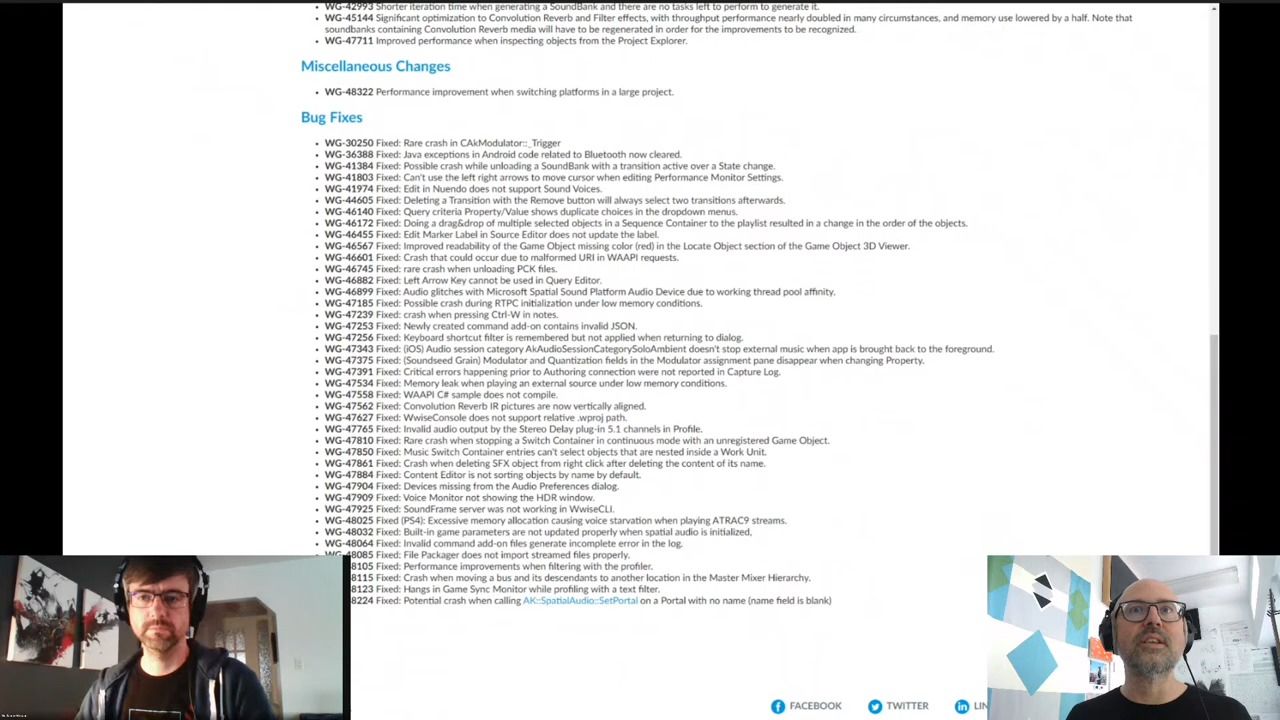 WG-42993 Shorter iteration time when generating a SoundBank and there are no tasks left to perform to generate it.
WG-45144 Significant optimization to Convolution Reverb and Filter effects, with throughput performance nearly doubled in many circumstances, and memory use lowered by a half. Note that
soundbanks containing Convolution Reverb media will have to be regenerated in order for the improvements to be recognized.
WG-47711 Improved performance when inspecting objects from the Project Explorer.
Miscellaneous Changes
WG-48322 Performance improvement when switching platforms in a large project.
Bug Fixes
WG-30250 Fixed: Rare crash in CAkModulator::_Trigger
WG-36388 Fixed: Java exceptions in Android code related to Bluetooth now cleared.
WG-41384 Fixed: Possible crash while unloading a SoundBank with a transition active over a State change.
WG-41803 Fixed: Can't use the left right arrows to move cursor when editing Performance Monitor Settings.
WG-41974 Fixed: Edit in Nuendo does not support Sound Voices.
WG-44605 Fixed: Deleting a Transition with the Remove button will always select two transitions afterwards.
WG-46140 Fixed: Query criteria Property/Value shows duplicate choices in the dropdown menus.
WG-46172 Fixed: Doing a drag&drop of multiple selected objects in a Sequence Container to the playlist resulted in a change in the order of the objects.
WG-46455 Fixed: Edit Marker Label in Source Editor does not update the label.
WG-46567 Fixed: Improved readability of the Game Object missing color (red) in the Locate Object section of the Game Object 3D Viewer.
WG-46601 Fixed: Crash that could occur due to malformed URI in WAAPI requests.
WG-46745 Fixed: rare crash when unloading PCK files.
WG-46882 Fixed: Left Arrow Key cannot be used in Query Editor.
WG-46899 Fixed: Audio glitches with Microsoft Spatial Sound Platform Audio Device due to working thread pool affinity.
WG-47185 Fixed: Possible crash during RTPC initialization under low memory conditions.
WG-47239 Fixed: crash when pressing Ctrl-W in notes.
WG-47253 Fixed: Newly created command add-on contains invalid JSON.
WG-47256 Fixed: Keyboard shortcut filter is remembered but not applied when returning to dialog.
WG-47343 Fixed: (iOS) Audio session category AkAudioSessionCategorySoloAmbient doesn't stop external music when app is brought back to the foreground.
WG-47375 Fixed: (Soundseed Grain) Modulator and Quantization fields in the Modulator assignment pane disappear when changing Property.
WG-47391 Fixed: Critical errors happening prior to Authoring connection were not reported in Capture Log.
WG-47534 Fixed: Memory leak when playing an external source under low memory conditions.
WG-47558 Fixed: WAAPI C# sample does not compile.
WG-47562 Fixed: Convolution Reverb IR pictures are now vertically aligned.
WG-47627 Fixed: WwiseConsole does not support relative .wproj path.
WG-47765 Fixed: Invalid audio output by the Stereo Delay plug-in 5.1 channels in Profile.
WG-47810 Fixed: Rare crash when stopping a Switch Container in continuous mode with an unregistered Game Object.
WG-47850 Fixed: Music Switch Container entries can't select objects that are nested inside a Work Unit.
WG-47861 Fixed: Crash when deleting SFX object from right click after deleting the content of its name.
WG-47884 Fixed: Content Editor is not sorting objects by name by default.
WG-47904 Fixed: Devices missing from the Audio Preferences dialog.
WG-47909 Fixed: Voice Monitor not showing the HDR window.
WG-47925 Fixed: SoundFrame server was not working in WwiseCLI.
WG-48025 Fixed (PS4): Excessive memory allocation causing voice starvation when playing ATRAC9 streams.
WG-48032 Fixed: Built-in game parameters are not updated properly when spatial audio is initialized,
WG-48064 Fixed: Invalid command add-on files generate incomplete error in the log.
WG-48085 Fixed: File Packager does not import streamed files properly.
8105 Fixed: Performance improvements when filtering with the profiler.
8115 Fixed: Crash when moving a bus and its descendants to another location in the Master Mixer Hierarchy.
8123 Fixed: Hangs in Game Sync Monitor while profiling with a text filter.
8224 Fixed: Potential crash when calling AK::SpatialAudio::SetPortal on a Portal with no name (name field is blank)
FACEBOOK TWITTER LIN